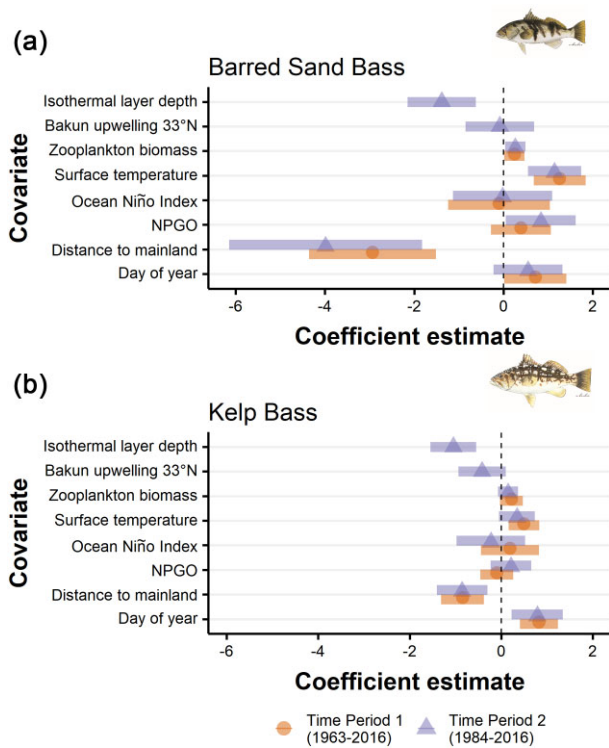 (a)
Barred Sand Bass
Covariate
Isothermal layer depth
Bakun upwelling 33°N
Zooplankton biomass
Surface temperature
Ocean Niño Index
NPGO
Distance to mainland
Day of year
-6 -4 -2 0 2
Coefficient estimate
(b)
Kelp Bass
Covariate
Isothermal layer depth
Bakun upwelling 33°N
Zooplankton biomass
Surface temperature
Ocean Niño Index
NPGO
Distance to mainland
Day of year
-6 -4 -2 0 2
Coefficient estimate
Time Period 1 Time Period 2
(1963-2016) (1984-2016)